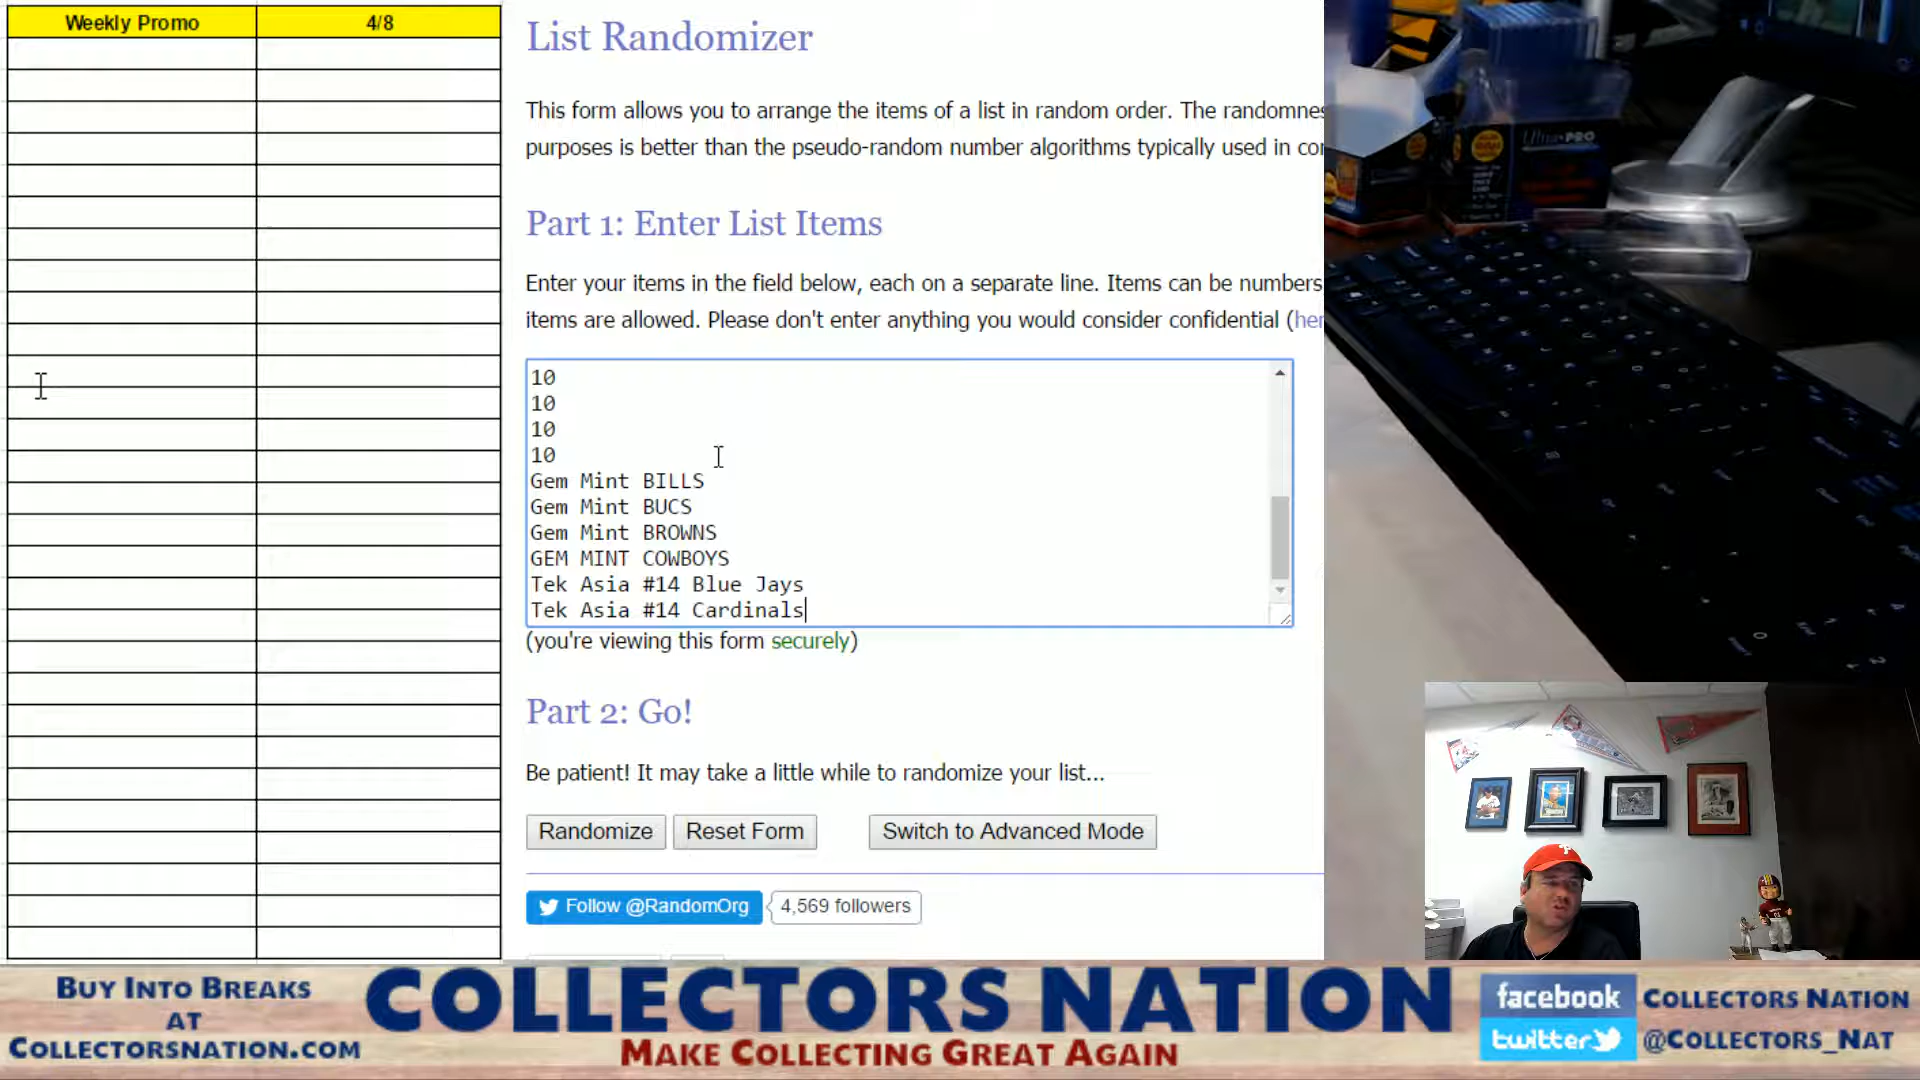 Weekly Promo 4/8
List Randomizer
This form allows you to arrange the items of a list in random order. The
purposes is better than the pseudo-random number algorithms typically used in
Part 1: Enter List Items
Enter your items in the field below, each on a separate line. Items can be numbers
items are allowed. Please don't enter anything you would consider confidential (
10
10
10
10
Gem Mint BILLS
Gem Mint BUCS
Gem Mint BROWNS
GEM MINT COWBOYS
Tek Asia #14 Blue Jays
Tek Asia #14 Cardinals
(you're viewing this form securely)
Part 2: Go!
Be patient! It may take a little while to randomize your list...
Randomize Reset Form Switch to Advanced Mode
Follow @RandomOrg 4,569 followers
Ultra PRO
BUY INTO BREAKS
AT
COLLECTORSNATION.COM
COLLECTORS NATION
MAKE COLLECTING GREAT AGAIN
facebook COLLECTORS NATION
twitter @COLLECTORS_NAT